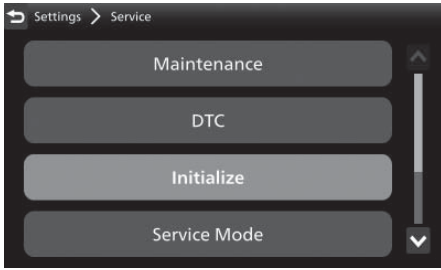 Settings > Service
Maintenance
DTC
Initialize
Service Mode